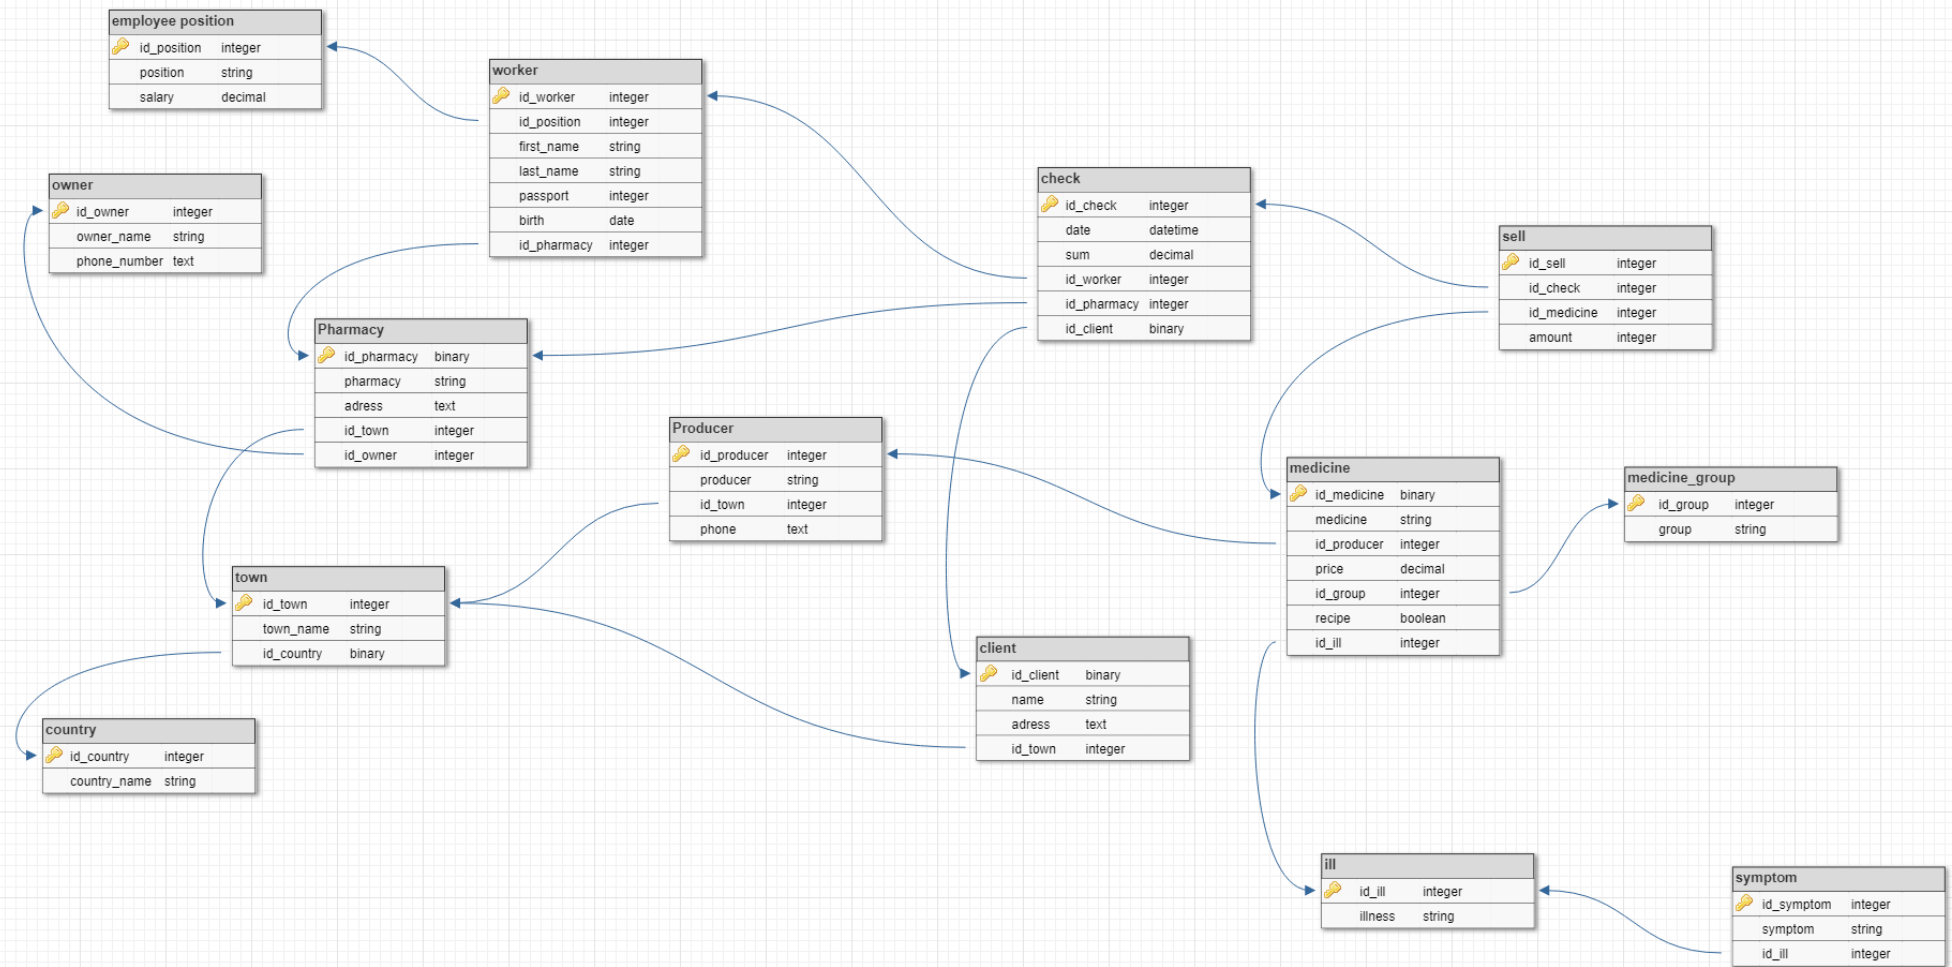 employee position
id_position integer
position string
salary decimal
worker
id_worker integer
id_position integer
first_name string
last_name string
passport integer
birth date
id_pharmacy integer
owner
id_owner integer
owner_name string
phone_number text
check
id_check integer
date datetime
sum decimal
id_worker integer
id_pharmacy integer
id_client binary
sell
id_sell integer
id_check integer
id_medicine integer
amount integer
Pharmacy
id_pharmacy binary
pharmacy string
adress text
id_town integer
id_owner integer
Producer
id_producer integer
producer string
id_town integer
phone text
medicine
id_medicine binary
medicine string
id_producer integer
price decimal
id_group integer
recipe boolean
id_ill integer
medicine_group
id_group integer
group string
town
id_town integer
town_name string
id_country binary
client
id_client binary
name string
adress text
id_town integer
country
id_country integer
country_name string
ill
id_ill integer
illness string
symptom
id_symptom integer
symptom string
id_ill integer